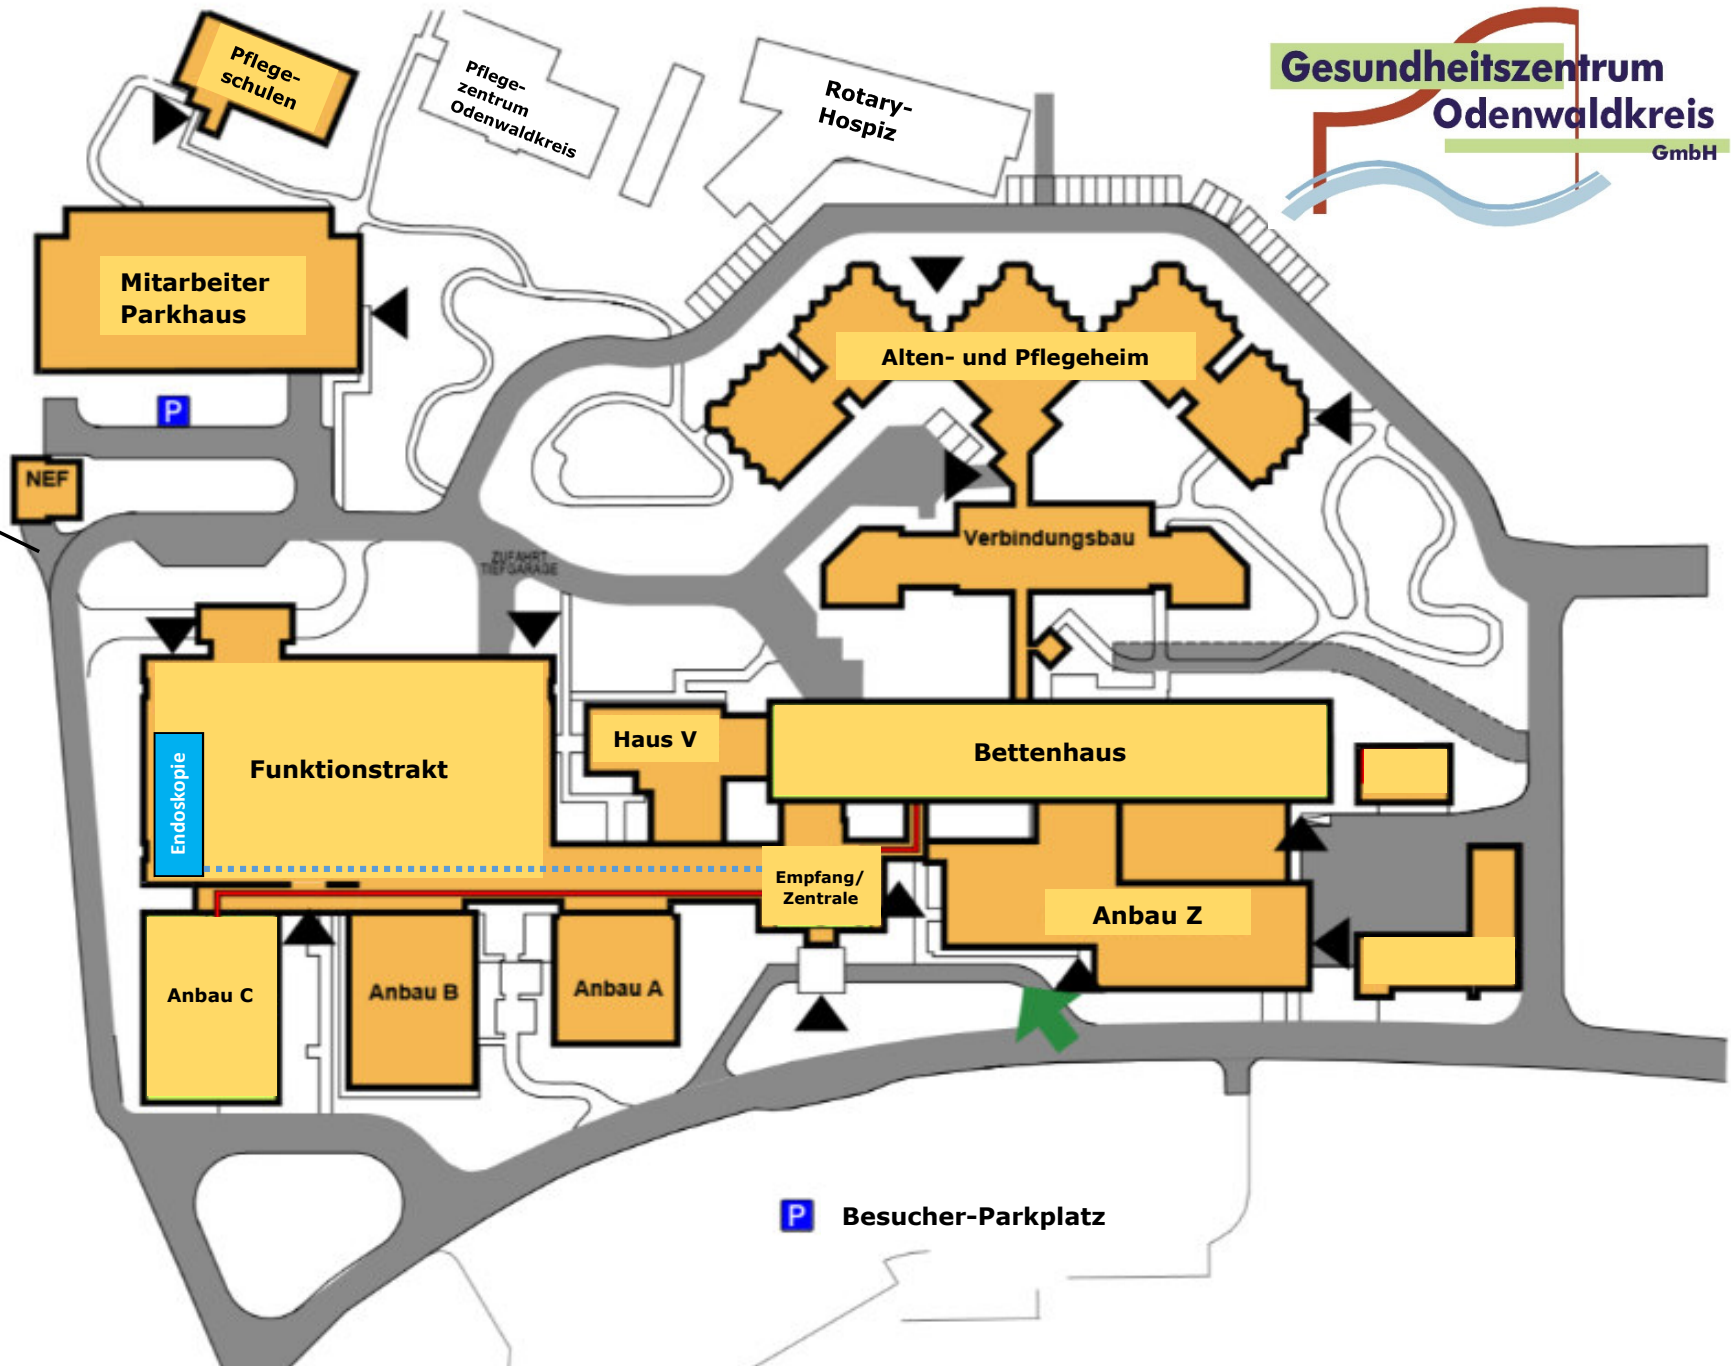 Pflege-
schulen
Pflege-
zentrum
Odenwaldkreis
Rotary-
Hospiz
Gesundheitszentrum
Odenwaldkreis
GmbH
Mitarbeiter
Parkhaus
Alten- und Pflegeheim
P
NEF
Verbindungsbau
ZUFAHRT
TIEFGARAGE
Haus V
Bettenhaus
Funktionstrakt
Endoskopie
Empfang/
Zentrale
Anbau Z
Anbau C
Anbau B
Anbau A
P Besucher-Parkplatz